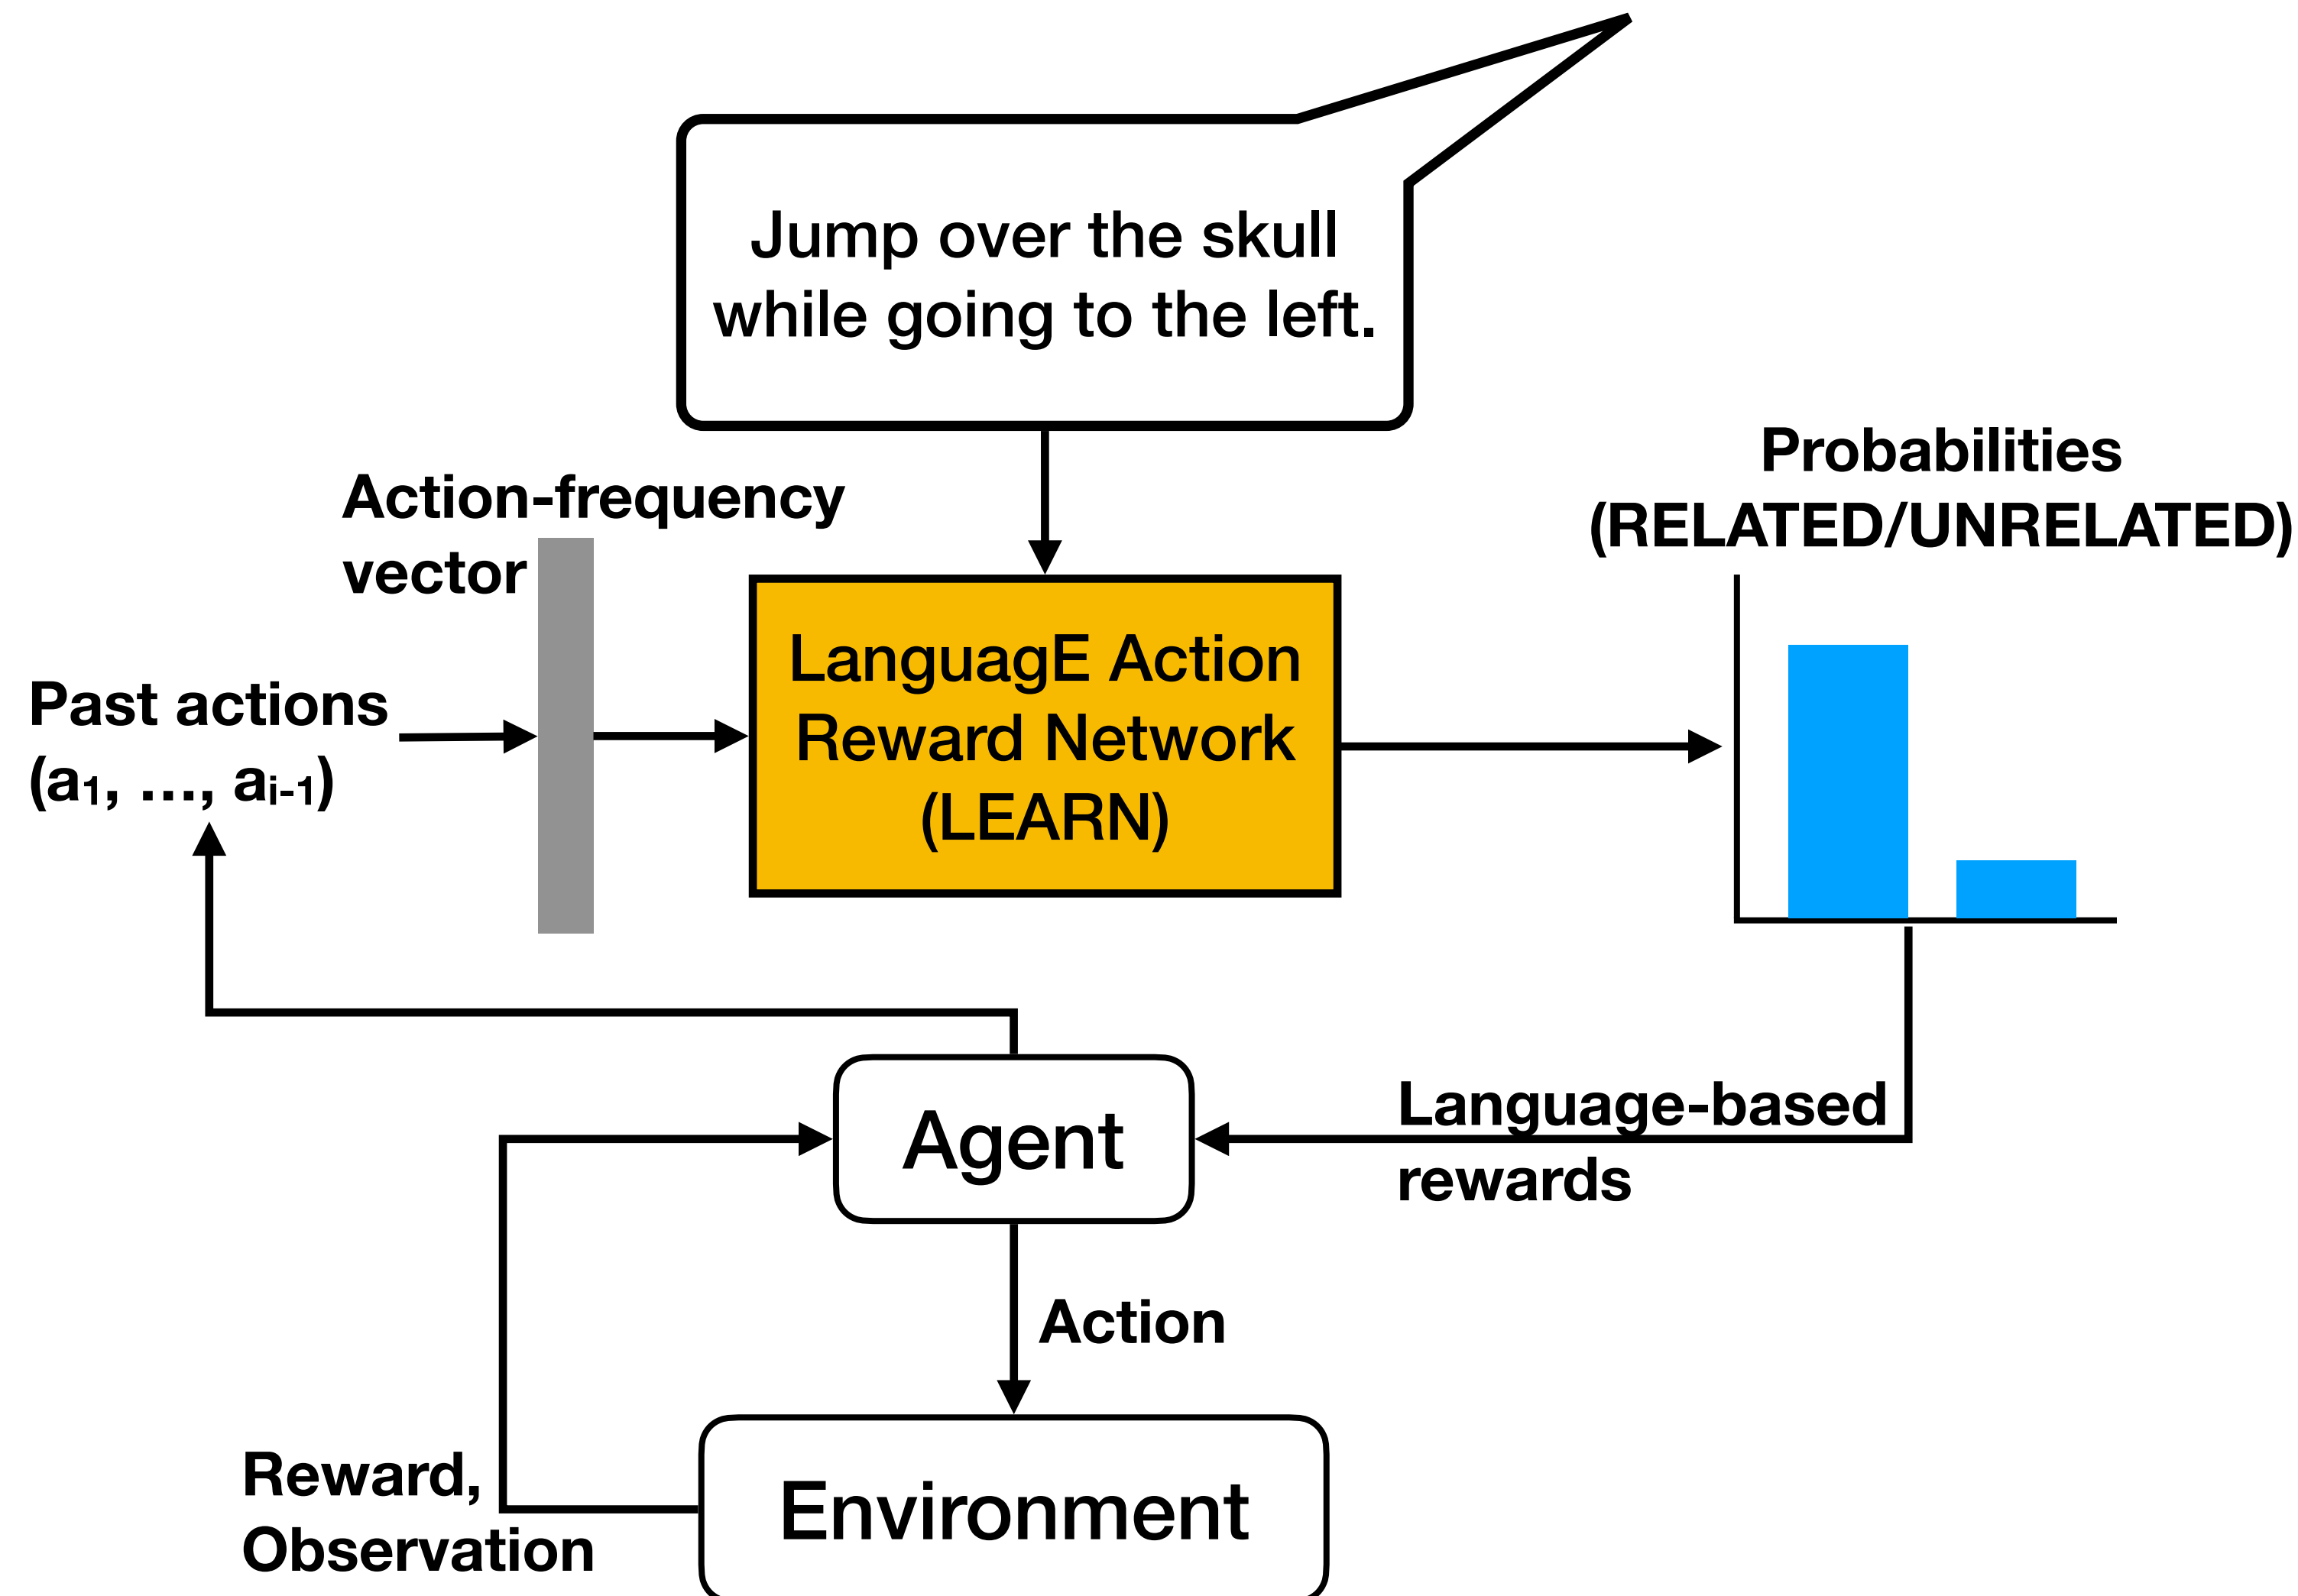 Jump over the skull
while going to the left.
Action-frequency
vector
Probabilities
(RELATED/UNRELATED)
Past actions
(a1, ..., ai-1)
LanguagE Action
Reward Network
(LEARN)
Agent
Language-based
rewards
Action
Reward,
Observation
Environment